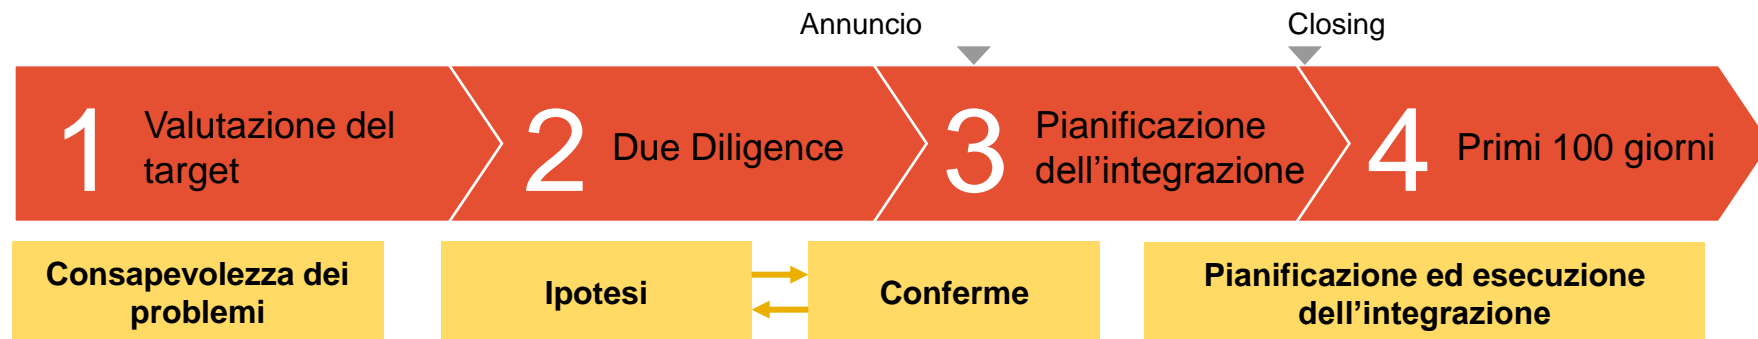 Annuncio
Closing
1
Valutazione del
target
2
Due Diligence
3
Pianificazione
dell’integrazione
4
Primi 100 giorni
Consapevolezza dei
problemi
Ipotesi
Conferme
Pianificazione ed esecuzione
dell’integrazione